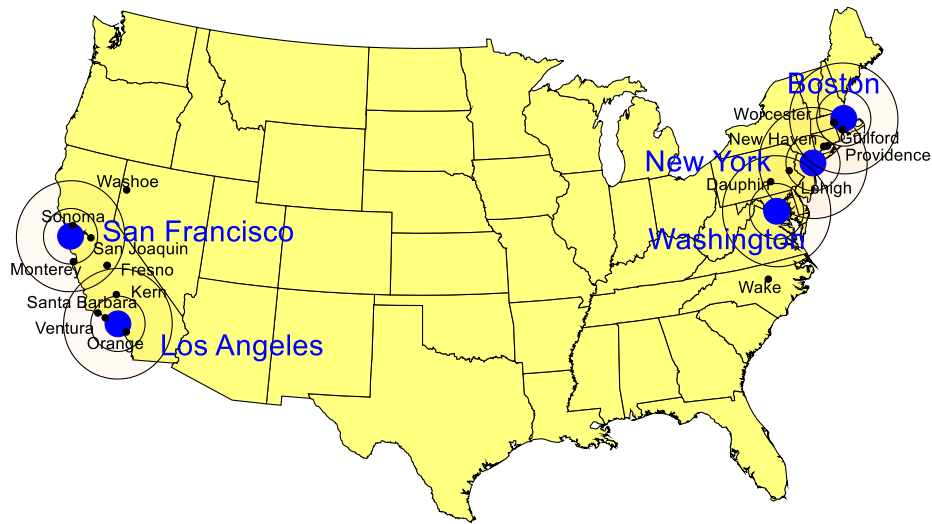 Boston
Worcester
New Haven
Guilford
Providence
New York
Dauphin
Lehigh
Washington
Wake
Washoe
Sonoma
San Francisco
San Joaquin
Monterey
Fresno
Kern
Santa Barbara
Ventura
Orange
Los Angeles